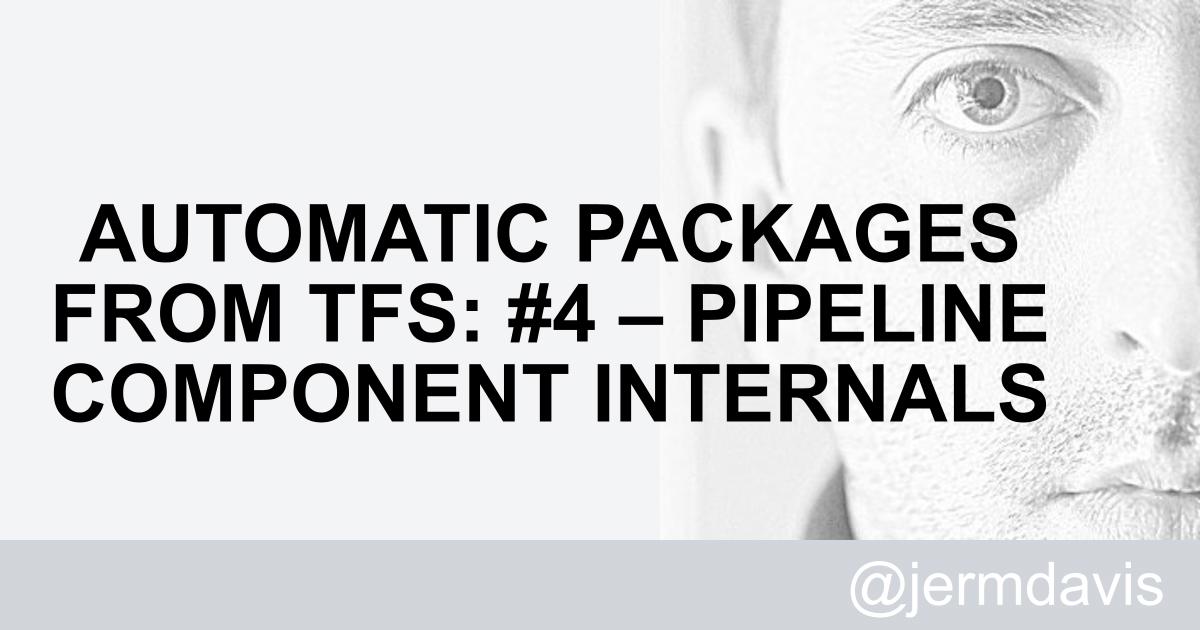 AUTOMATIC PACKAGES
FROM TFS: #4 – PIPELINE
COMPONENT INTERNALS
@jermdavis